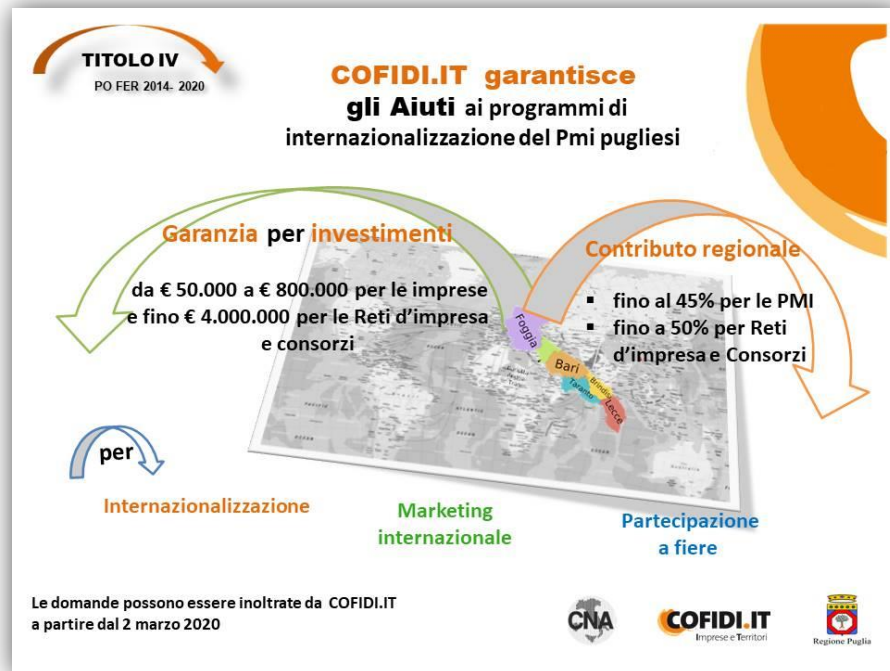 TITOLO IV
PO FER 2014- 2020
COFIDI.IT garantisce
gli Aiuti ai programmi di
internazionalizzazione del Pmi pugliesi
Garanzia per investimenti
da € 50.000 a € 800.000 per le imprese
e fino € 4.000.000 per le Reti d’impresa
e consorzi
Contributo regionale
▪ fino al 45% per le PMI
▪ fino a 50% per Reti
d’impresa e Consorzi
Foggia
Bari
Brindisi
Taranto
Lecce
per
Internazionalizzazione
Marketing
internazionale
Partecipazione
a fiere
Le domande possono essere inoltrate da COFIDI.IT
a partire dal 2 marzo 2020
CNA
COFIDI.IT
Imprese e Territori
Regione Puglia